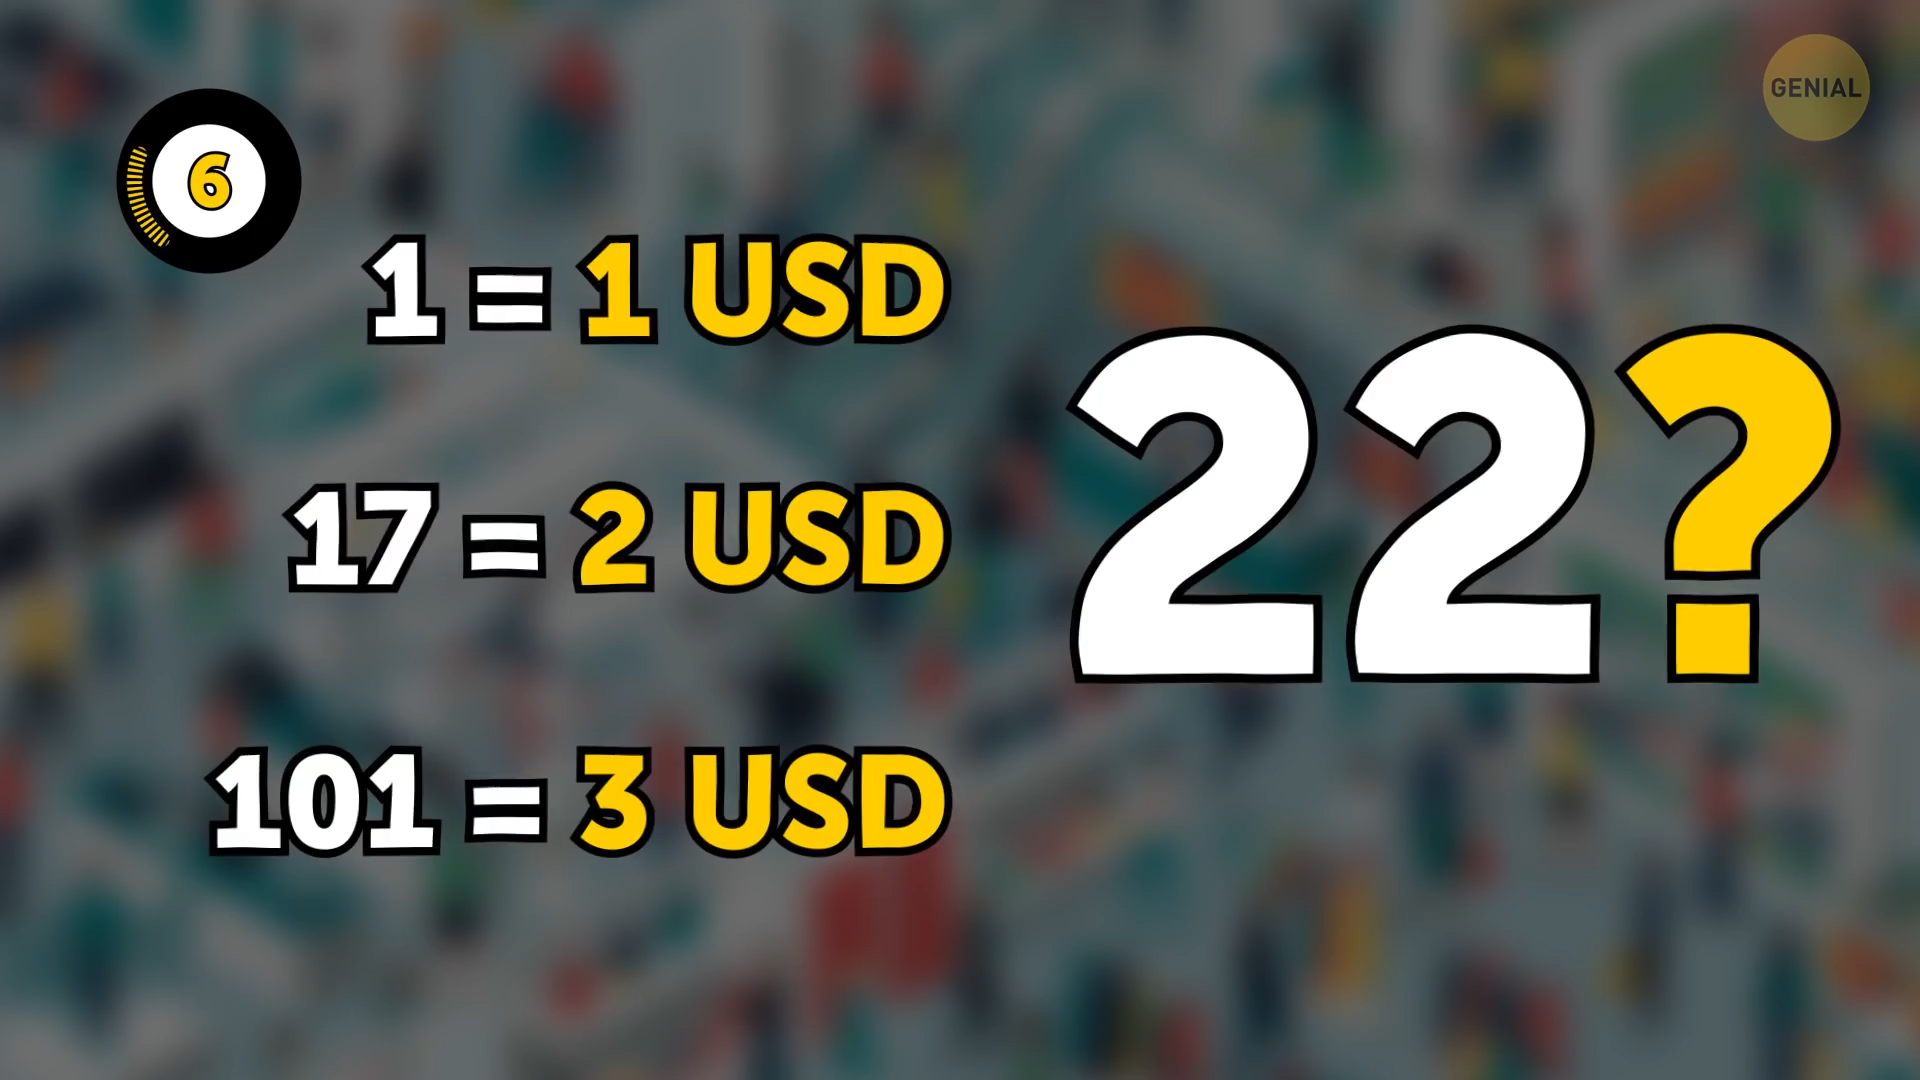 GENIAL
6
1 = 1 USD
17 = 2 USD
101 = 3 USD
22?